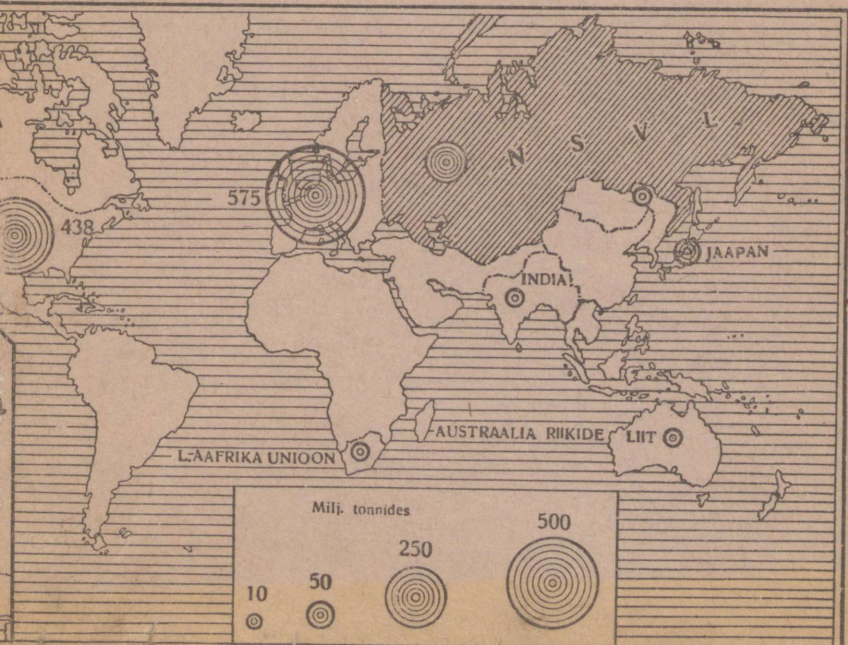 N S V L
575
438
JAAPAN
INDIA
AUSTRAALIA RIIKIDE LIIT
L.-AAFRIKA UNIOON
Milj. tonnides
10
50
250
500